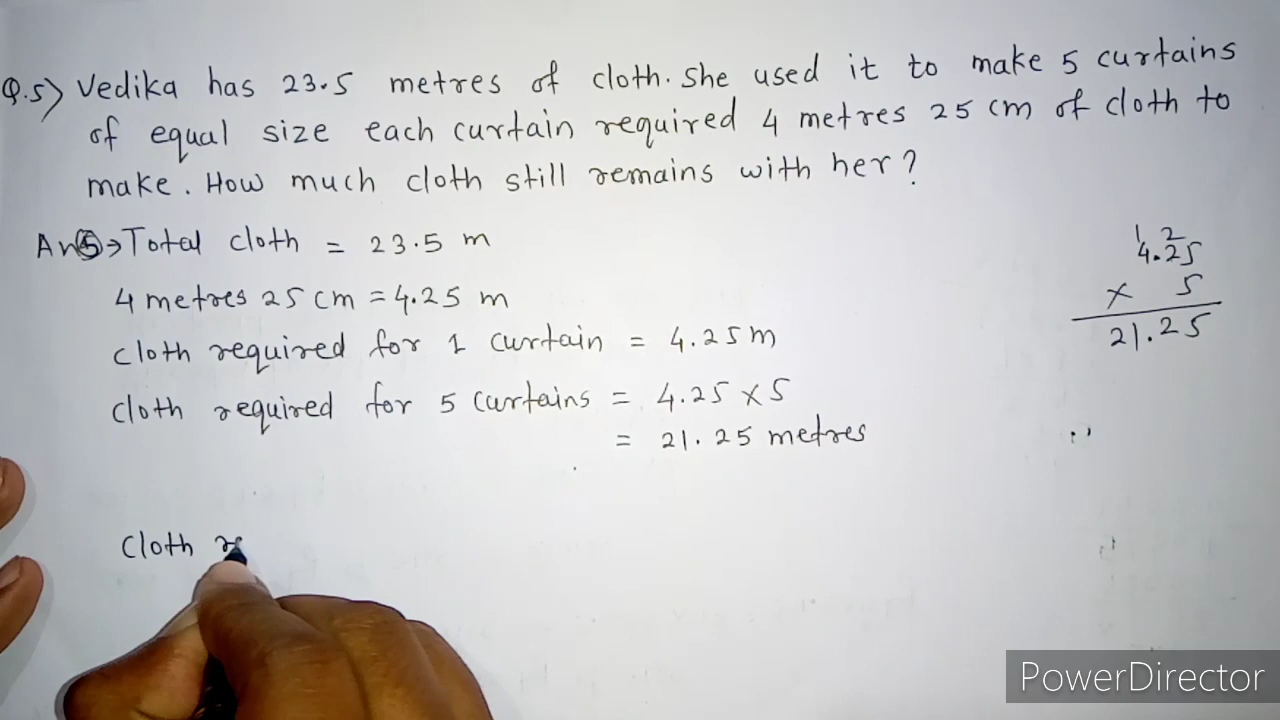 Q.5) Vedika has 23.5 metres of cloth. She used it to make 5 curtains
of equal size each curtain required 4 metres 25 cm of cloth to
make. How much cloth still remains with her?
Ans 5 → Total cloth = 23.5 m
4 metres 25 cm = 4.25 m
cloth required for 1 curtain = 4.25 m
cloth required for 5 curtains = 4.25 × 5
= 21.25 metres
cloth r
1 2
4.25
× 5
21.25
PowerDirector